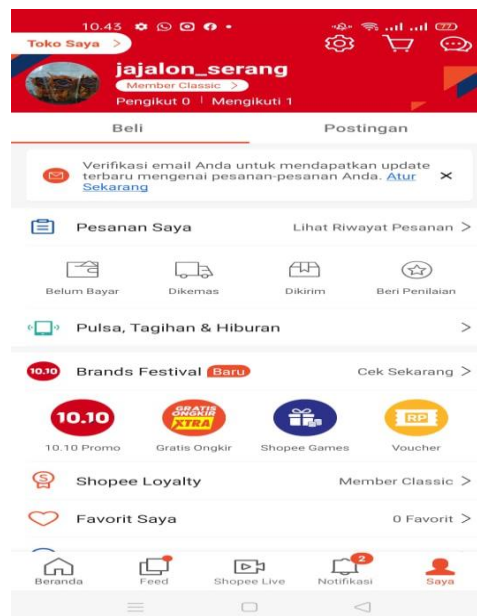 10.43
Toko Saya >
jajalon_serang
Member Classic >
Pengikut 0 | Mengikuti 1
Beli
Postingan
Verifikasi email Anda untuk mendapatkan update
terbaru mengenai pesanan-pesanan Anda. Atur
Sekarang
Pesanan Saya
Lihat Riwayat Pesanan >
Belum Bayar
Dikemas
Dikirim
Beri Penilaian
Pulsa, Tagihan & Hiburan >
10.10
Brands Festival Baru
Cek Sekarang >
10.10
GRATIS
ONGKIR
XTRA
RP
10.10 Promo
Gratis Ongkir
Shopee Games
Voucher
S
Shopee Loyalty
Member Classic >
Favorit Saya
0 Favorit >
2
Beranda
Feed
Shopee Live
Notifikasi
Saya